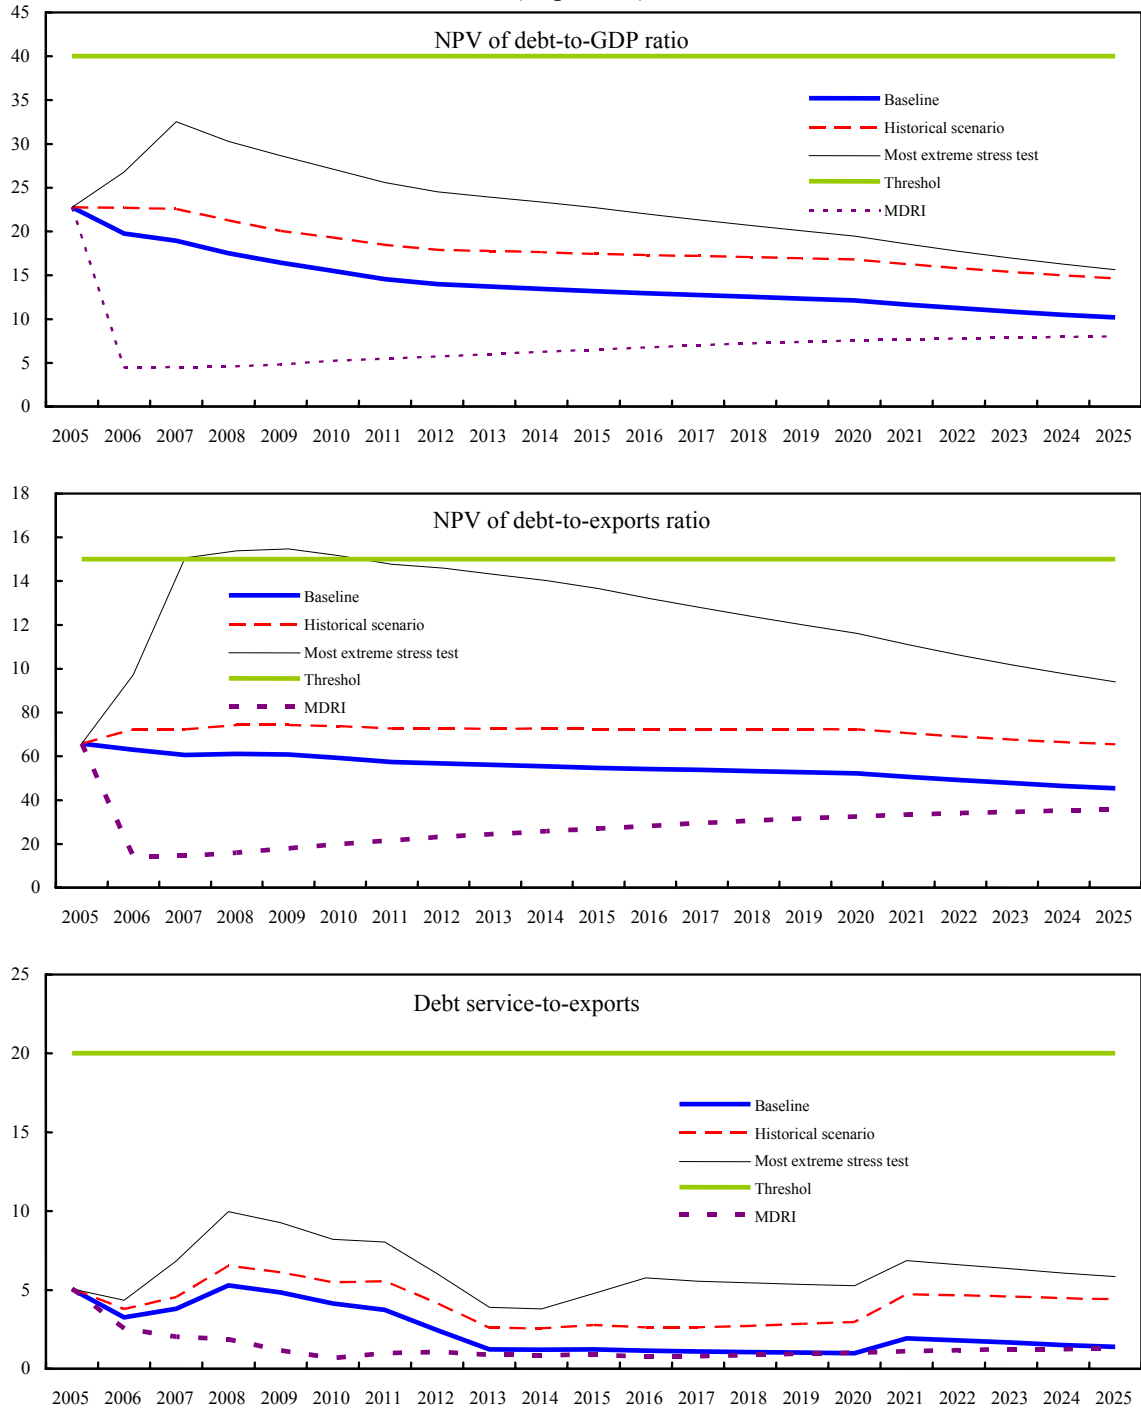 45
NPV of debt-to-GDP ratio
40
35
Baseline
30
Historical scenario
Most extreme stress test
25
Threshol
20
MDRI
15
10
5
0
2005 2006 2007 2008 2009 2010 2011 2012 2013 2014 2015 2016 2017 2018 2019 2020 2021 2022 2023 2024 2025
18
NPV of debt-to-exports ratio
16
15
14
Baseline
12
Historical scenario
Most extreme stress test
10
Threshol
80
MDRI
60
40
20
0
2005 2006 2007 2008 2009 2010 2011 2012 2013 2014 2015 2016 2017 2018 2019 2020 2021 2022 2023 2024 2025
25
Debt service-to-exports
20
Baseline
15
Historical scenario
Most extreme stress test
Threshol
10
MDRI
5
0
2005 2006 2007 2008 2009 2010 2011 2012 2013 2014 2015 2016 2017 2018 2019 2020 2021 2022 2023 2024 2025